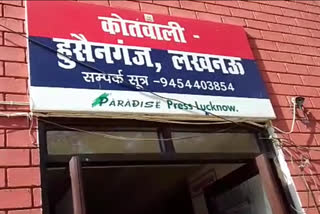 कोतवाली -
हुसैनगंज, लखनऊ
सम्पर्क सूत्र -9454403854
PARADISE Press-Lucknow.